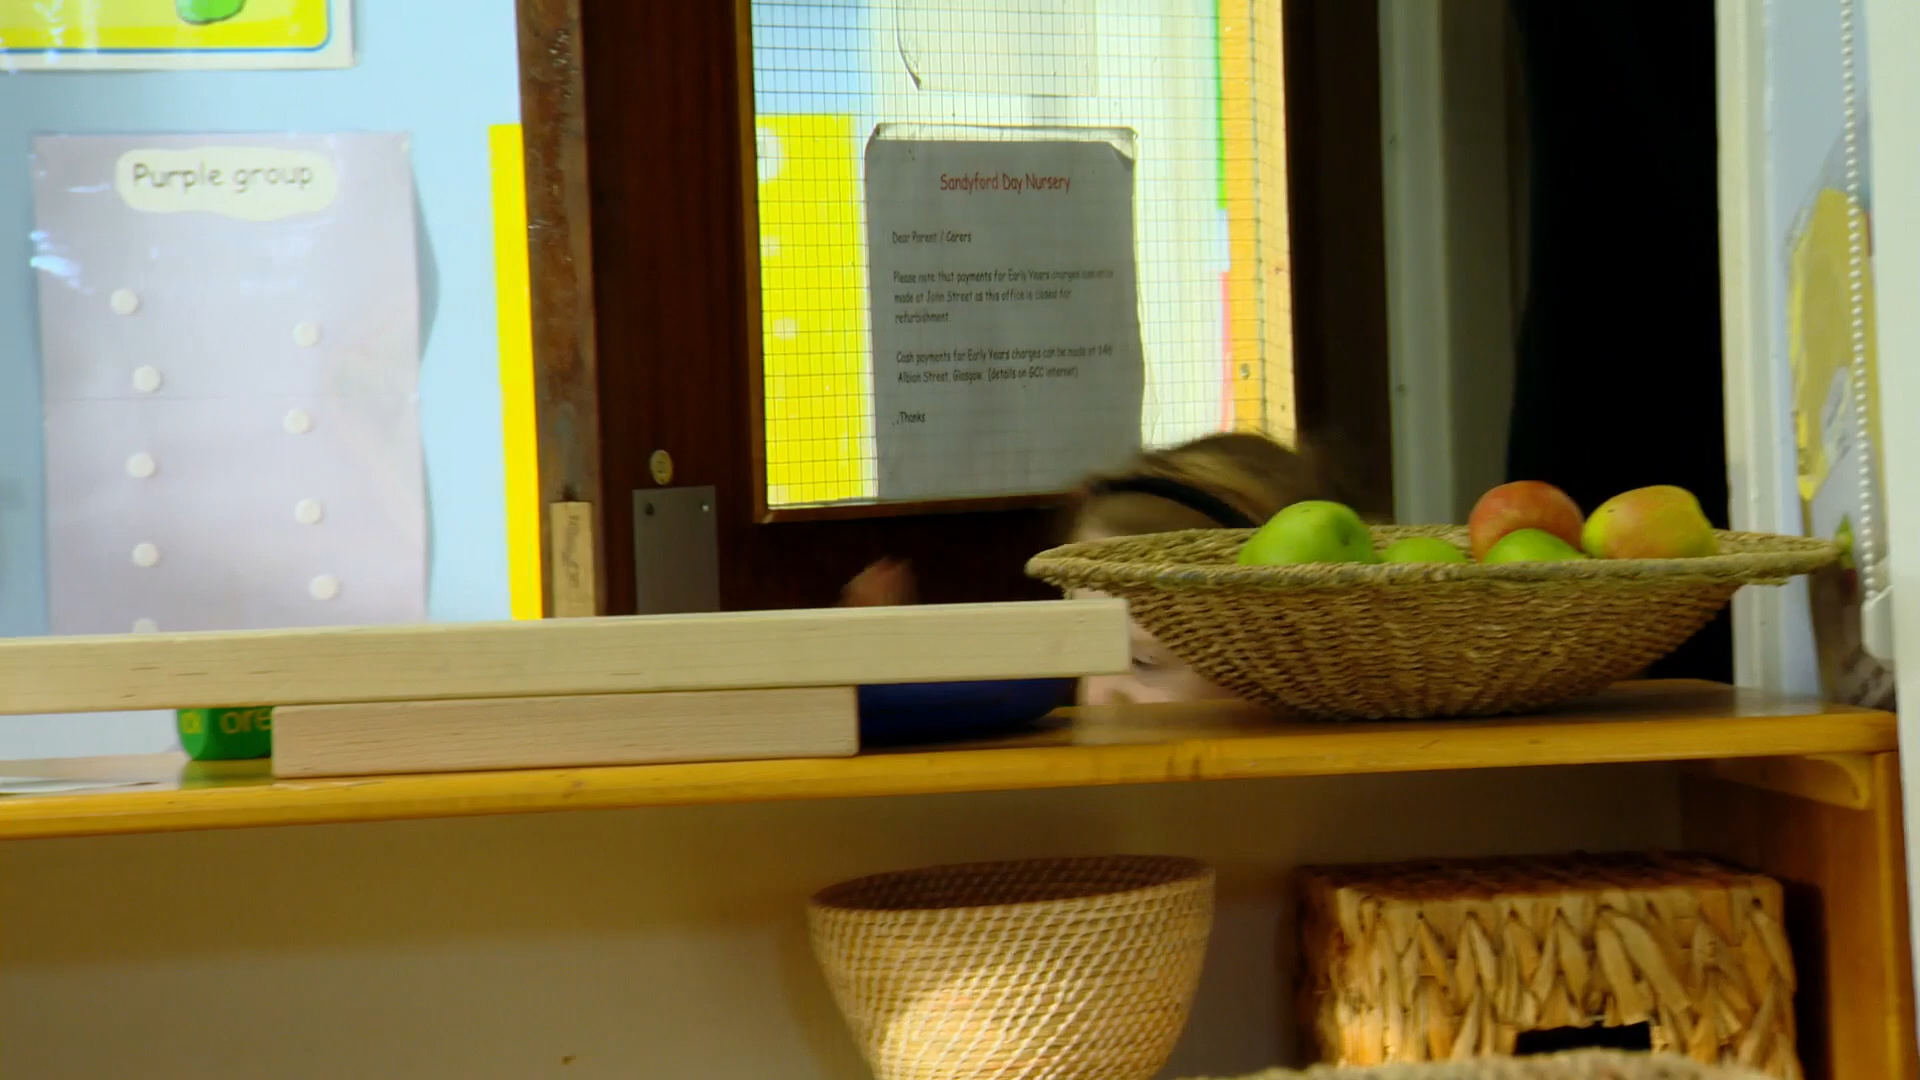 Purple group
Sandyford Day Nursery
Dear Parent / Carers
Please note that payments for Early Years charges can
made at John Street as this office is closed for
refurbishment.
Cash payments for Early Years charges can be made at
Albion Street, Glasgow. (details on GCC internet)
Thanks